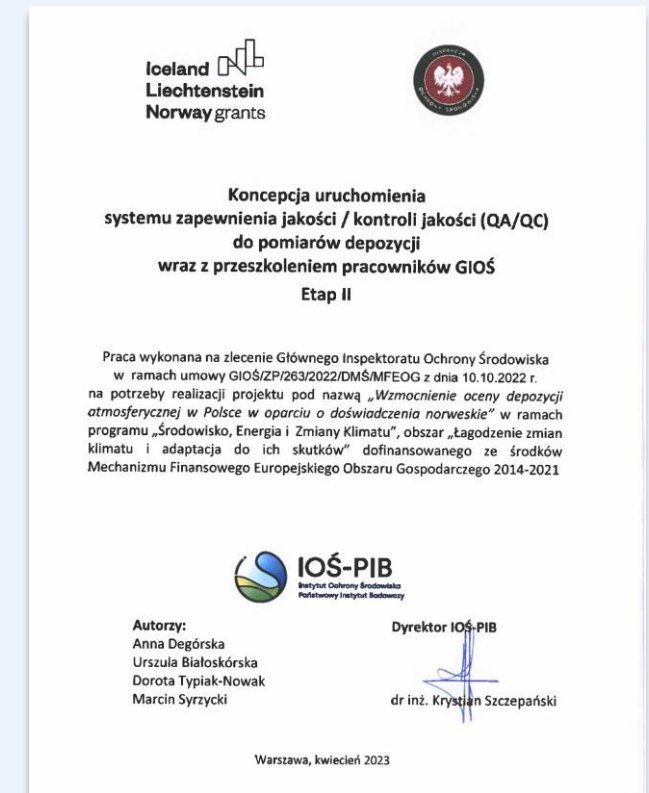 Iceland
Liechtenstein
Norway grants
INSPEKCJA
OCHRONY ŚRODOWISKA
Koncepcja uruchomienia
systemu zapewnienia jakości / kontroli jakości (QA/QC)
do pomiarów depozycji
wraz z przeszkoleniem pracowników GIOŚ
Etap II
Praca wykonana na zlecenie Głównego Inspektoratu Ochrony Środowiska
w ramach umowy GIOŚ/ZP/263/2022/DMŚ/MFEOG z dnia 10.10.2022 r.
na potrzeby realizacji projektu pod nazwą „Wzmocnienie oceny depozycji
atmosferycznej w Polsce w oparciu o doświadczenia norweskie” w ramach
programu „Środowisko, Energia i Zmiany Klimatu”, obszar „Łagodzenie zmian
klimatu i adaptacja do ich skutków” dofinansowanego ze środków
Mechanizmu Finansowego Europejskiego Obszaru Gospodarczego 2014-2021
IOŚ-PIB
Instytut Ochrony Środowiska
Państwowy Instytut Badawczy
Autorzy:
Anna Degórska
Urszula Białoskórska
Dorota Typiak-Nowak
Marcin Syrzycki
Dyrektor IOŚ-PIB
dr inż. Krystian Szczepański
Warszawa, kwiecień 2023